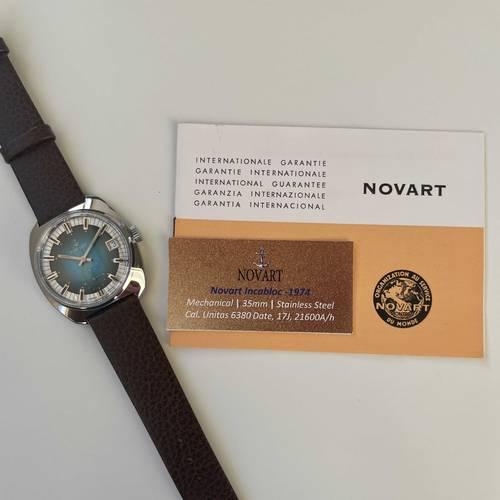 INTERNATIONALE GARANTIE
GARANTIE INTERNATIONALE
INTERNATIONAL GUARANTEE
GARANZIA INTERNAZIONALE
GARANTIA INTERNACIONAL
NOVART
NOVART
Novart Incabloc -1974
Mechanical | 35mm | Stainless Steel
Cal. Unitas 6380 Date, 17J, 21600A/h
ORGANIZATION AU SERVICE
NOVART
DU MONDE